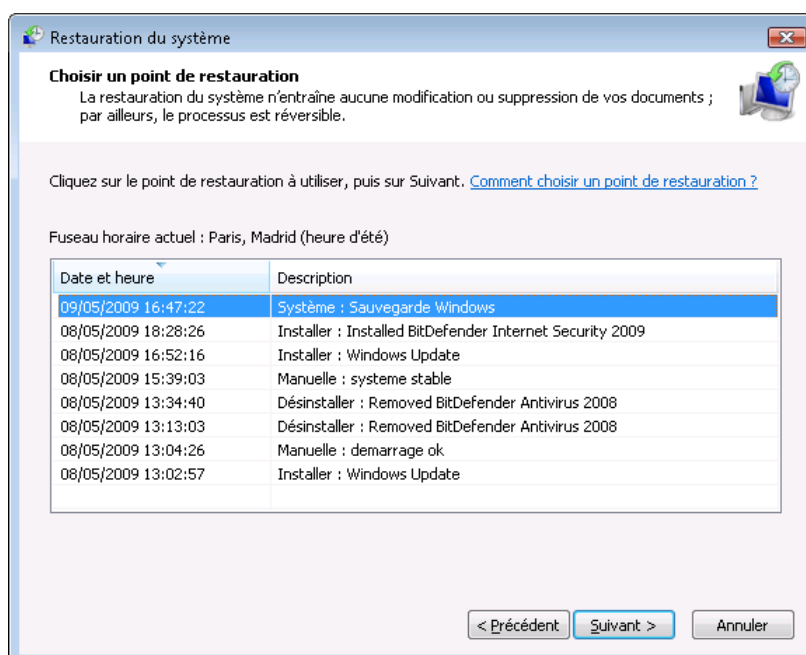 Restauration du système
Choisir un point de restauration
La restauration du système n'entraîne aucune modification ou suppression de vos documents ;
par ailleurs, le processus est réversible.
Cliquez sur le point de restauration à utiliser, puis sur Suivant. Comment choisir un point de restauration ?
Fuseau horaire actuel : Paris, Madrid (heure d'été)
Date et heure Description
09/05/2009 16:47:22 Système : Sauvegarde Windows
08/05/2009 18:28:26 Installer : Installed BitDefender Internet Security 2009
08/05/2009 16:52:16 Installer : Windows Update
08/05/2009 15:39:03 Manuelle : systeme stable
08/05/2009 13:34:40 Désinstaller : Removed BitDefender Antivirus 2008
08/05/2009 13:13:03 Désinstaller : Removed BitDefender Antivirus 2008
08/05/2009 13:04:26 Manuelle : demarrage ok
08/05/2009 13:02:57 Installer : Windows Update
< Précédent Suivant > Annuler